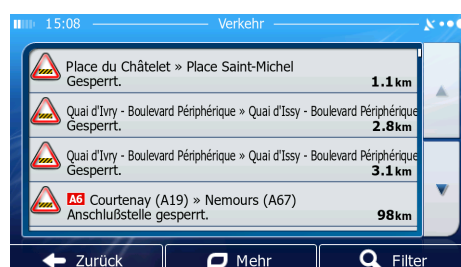 15:08 Verkehr
Place du Châtelet » Place Saint-Michel
Gesperrt. 1.1km
Quai d'Ivry - Boulevard Périphérique » Quai d'Issy - Boulevard Périphérique
Gesperrt. 2.8km
Quai d'Ivry - Boulevard Périphérique » Quai d'Issy - Boulevard Périphérique
Gesperrt. 3.1km
A6 Courtenay (A19) » Nemours (A67)
Anschlußstelle gesperrt. 98km
Zurück Mehr Filter